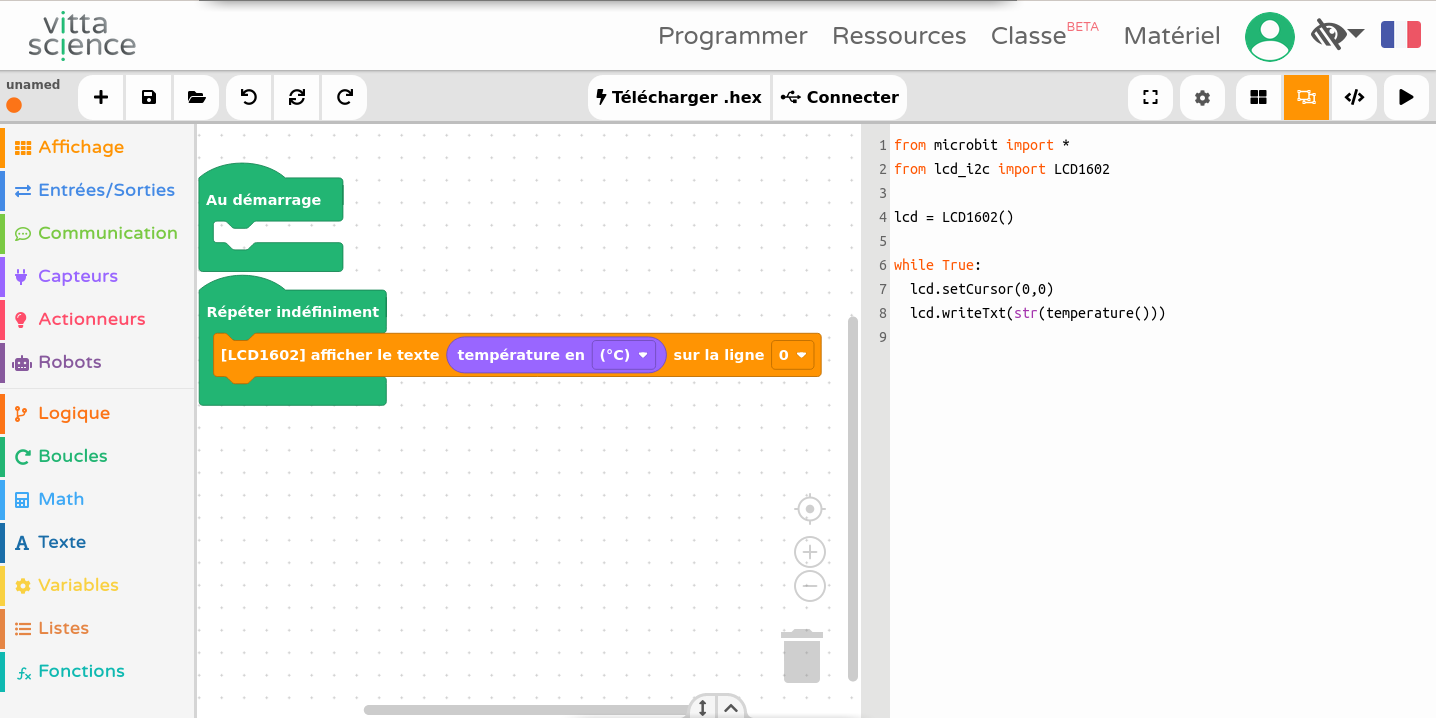 vitta
science
Programmer Ressources Classe BETA Matériel
unamed
Télécharger .hex Connecter
Affichage
Entrées/Sorties
Communication
Capteurs
Actionneurs
Robots
Logique
Boucles
Math
Texte
Variables
Listes
Fonctions
Au démarrage
Répéter indéfiniment
[LCD1602] afficher le texte température en (°C) sur la ligne 0
1 from microbit import *
2 from lcd_i2c import LCD1602
3
4 lcd = LCD1602()
5
6 while True:
7 lcd.setCursor(0,0)
8 lcd.writeTxt(str(temperature()))
9